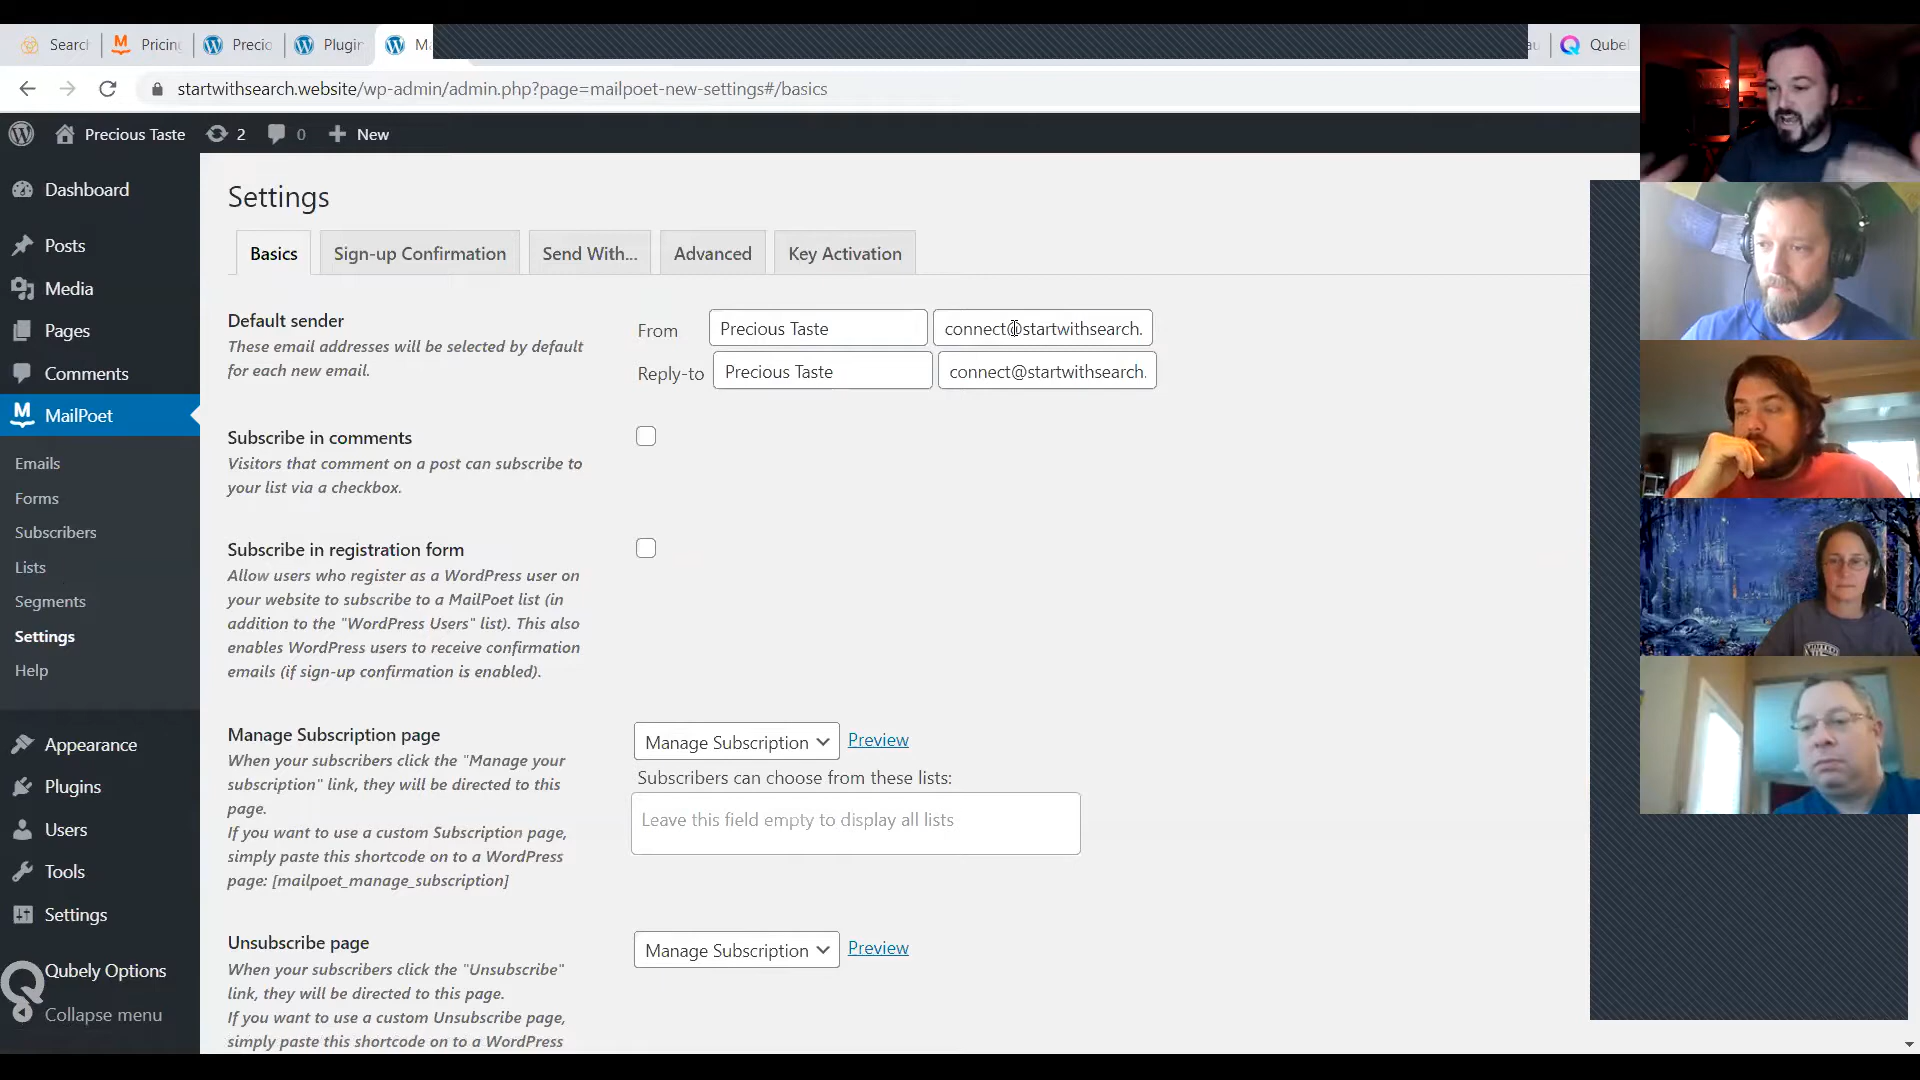 Search
Pricing
Precio
Plugin
Ma
Qube
startwithsearch.website/wp-admin/admin.php?page=mailpoet-new-settings#/basics
Precious Taste
2
0
New
Dashboard
Posts
Media
Pages
Comments
MailPoet
Emails
Forms
Subscribers
Lists
Segments
Settings
Help
Appearance
Plugins
Users
Tools
Settings
Qubely Options
Collapse menu
Settings
Basics
Sign-up Confirmation
Send With...
Advanced
Key Activation
Default sender
These email addresses will be selected by default
for each new email.
From
Precious Taste
connect@startwithsearch.
Reply-to
Precious Taste
connect@startwithsearch.
Subscribe in comments
Visitors that comment on a post can subscribe to
your list via a checkbox.
Subscribe in registration form
Allow users who register as a WordPress user on
your website to subscribe to a MailPoet list (in
addition to the "WordPress Users" list). This also
enables WordPress users to receive confirmation
emails (if sign-up confirmation is enabled).
Manage Subscription page
When your subscribers click the "Manage your
subscription" link, they will be directed to this
page.
If you want to use a custom Subscription page,
simply paste this shortcode on to a WordPress
page: [mailpoet_manage_subscription]
Manage Subscription
Preview
Subscribers can choose from these lists:
Leave this field empty to display all lists
Unsubscribe page
When your subscribers click the "Unsubscribe"
link, they will be directed to this page.
If you want to use a custom Unsubscribe page,
simply paste this shortcode on to a WordPress
Manage Subscription
Preview